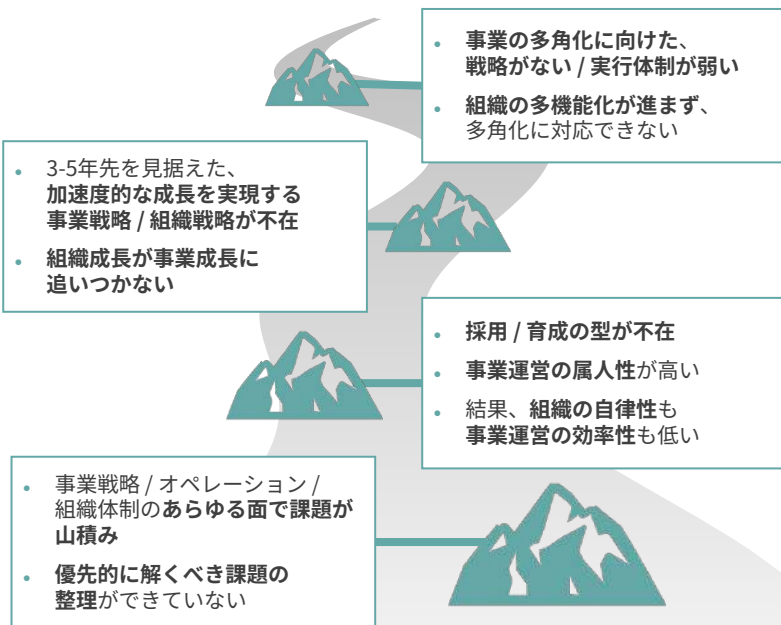 • 事業の多角化に向けた、
戦略がない / 実行体制が弱い
• 組織の多機能化が進まず、
多角化に対応できない
• 3-5年先を見据えた、
加速度的な成長を実現する
事業戦略 / 組織戦略が不在
• 組織成長が事業成長に
追いつかない
• 採用 / 育成の型が不在
• 事業運営の属人性が高い
• 結果、組織の自律性も
事業運営の効率性も低い
• 事業戦略 / オペレーション /
組織体制のあらゆる面で課題が
山積み
• 優先的に解くべき課題の
整理ができていない